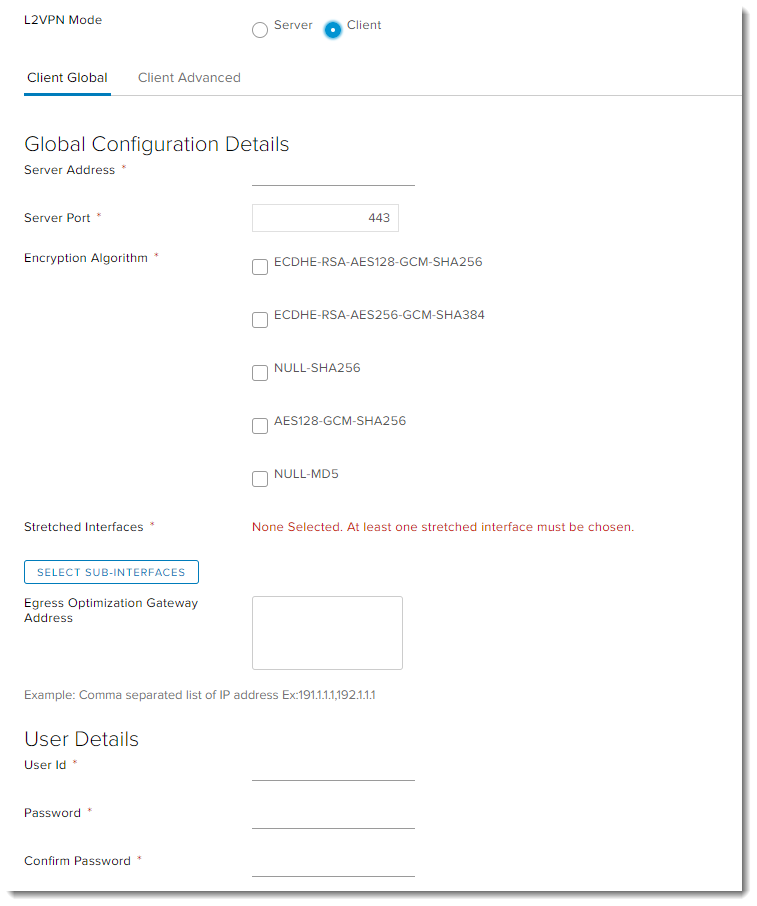 L2VPN Mode
Server Client
Client Global Client Advanced
Global Configuration Details
Server Address *
Server Port * 443
Encryption Algorithm * ECDHE-RSA-AES128-GCM-SHA256
ECDHE-RSA-AES256-GCM-SHA384
NULL-SHA256
AES128-GCM-SHA256
NULL-MD5
Stretched Interfaces * None Selected. At least one stretched interface must be chosen.
SELECT SUB-INTERFACES
Egress Optimization Gateway
Address
Example: Comma separated list of IP address Ex:191.1.1.1,192.1.1.1
User Details
User Id *
Password *
Confirm Password *